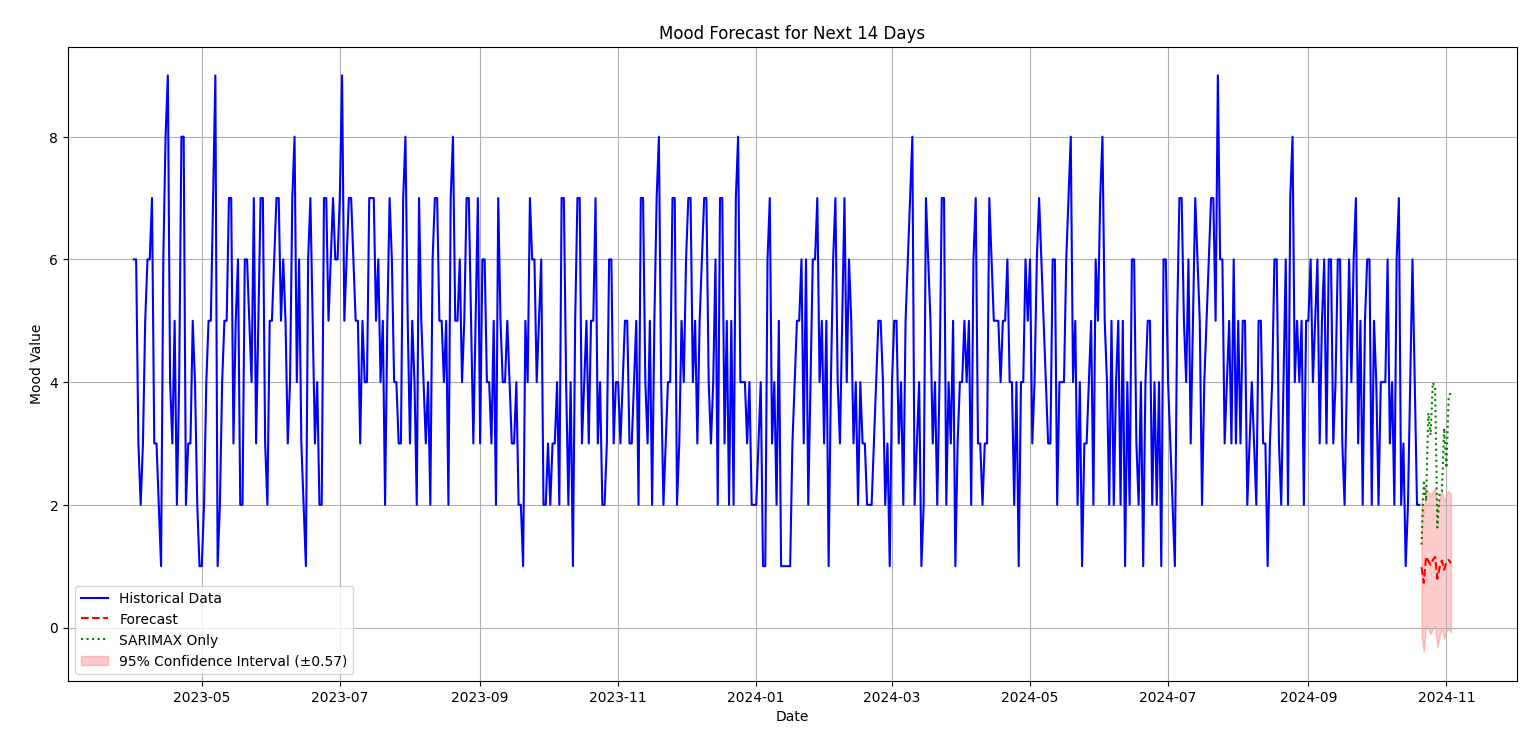 Mood Forecast for Next 14 Days
Mood Value
8
6
4
2
0
Historical Data
Forecast
SARIMAX Only
95% Confidence Interval (±0.57)
2023-05
2023-07
2023-09
2023-11
2024-01
2024-03
2024-05
2024-07
2024-09
2024-11
Date